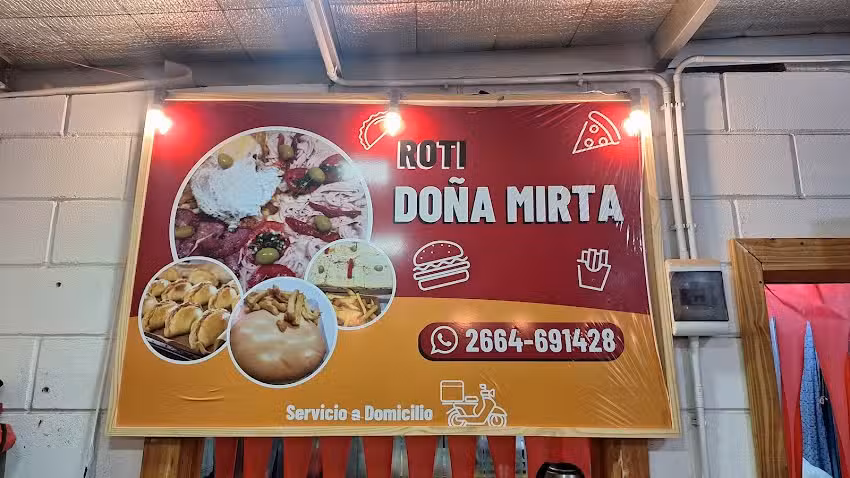 ROTI
DOÑA MIRTA
2664-691428
Servicio a Domicilio